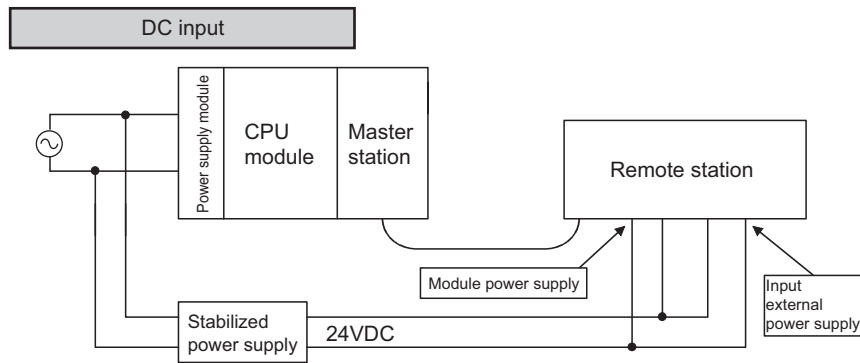 DC input
Power supply module
CPU
module
Master
station
Remote station
Module power supply
Input
external
power supply
Stabilized
power supply
24VDC